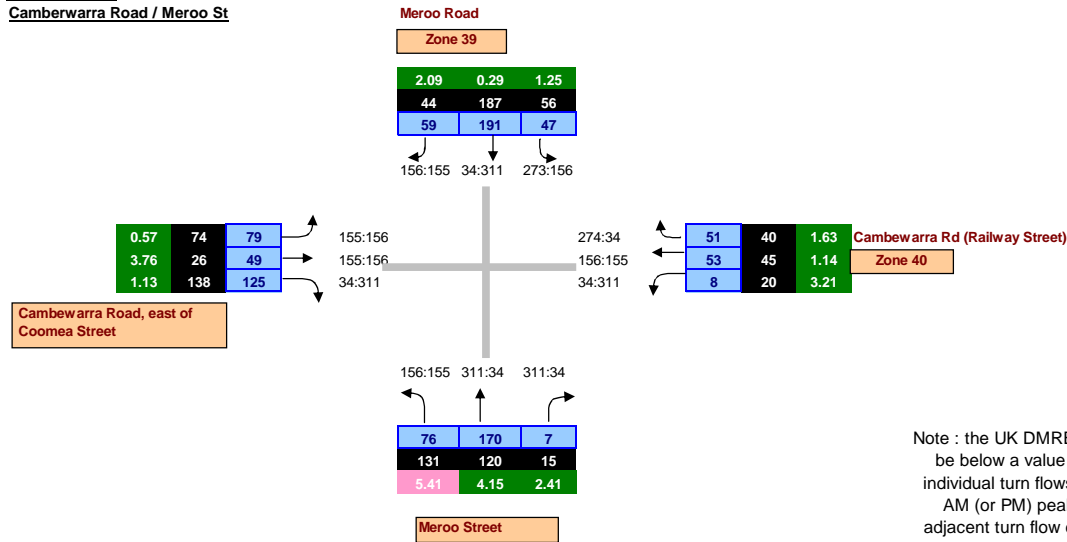 Camberwarra Road / Meroo St
Meroo Road
Zone 39
2.09 0.29 1.25
44 187 56
59 191 47
156:155 34:311 273:156
0.57 74 79 155:156
3.76 26 49 155:156
1.13 138 125 34:311
274:34 51 40 1.63 Cambewarra Rd (Railway Street)
156:155 53 45 1.14 Zone 40
34:311 8 20 3.21
Cambewarra Road, east of
Coomea Street
156:155 311:34 311:34
76 170 7
131 120 15
5.41 4.15 2.41
Meroo Street
Note : the UK DMRE
be below a value
individual turn flows
AM (or PM) peal
adjacent turn flow